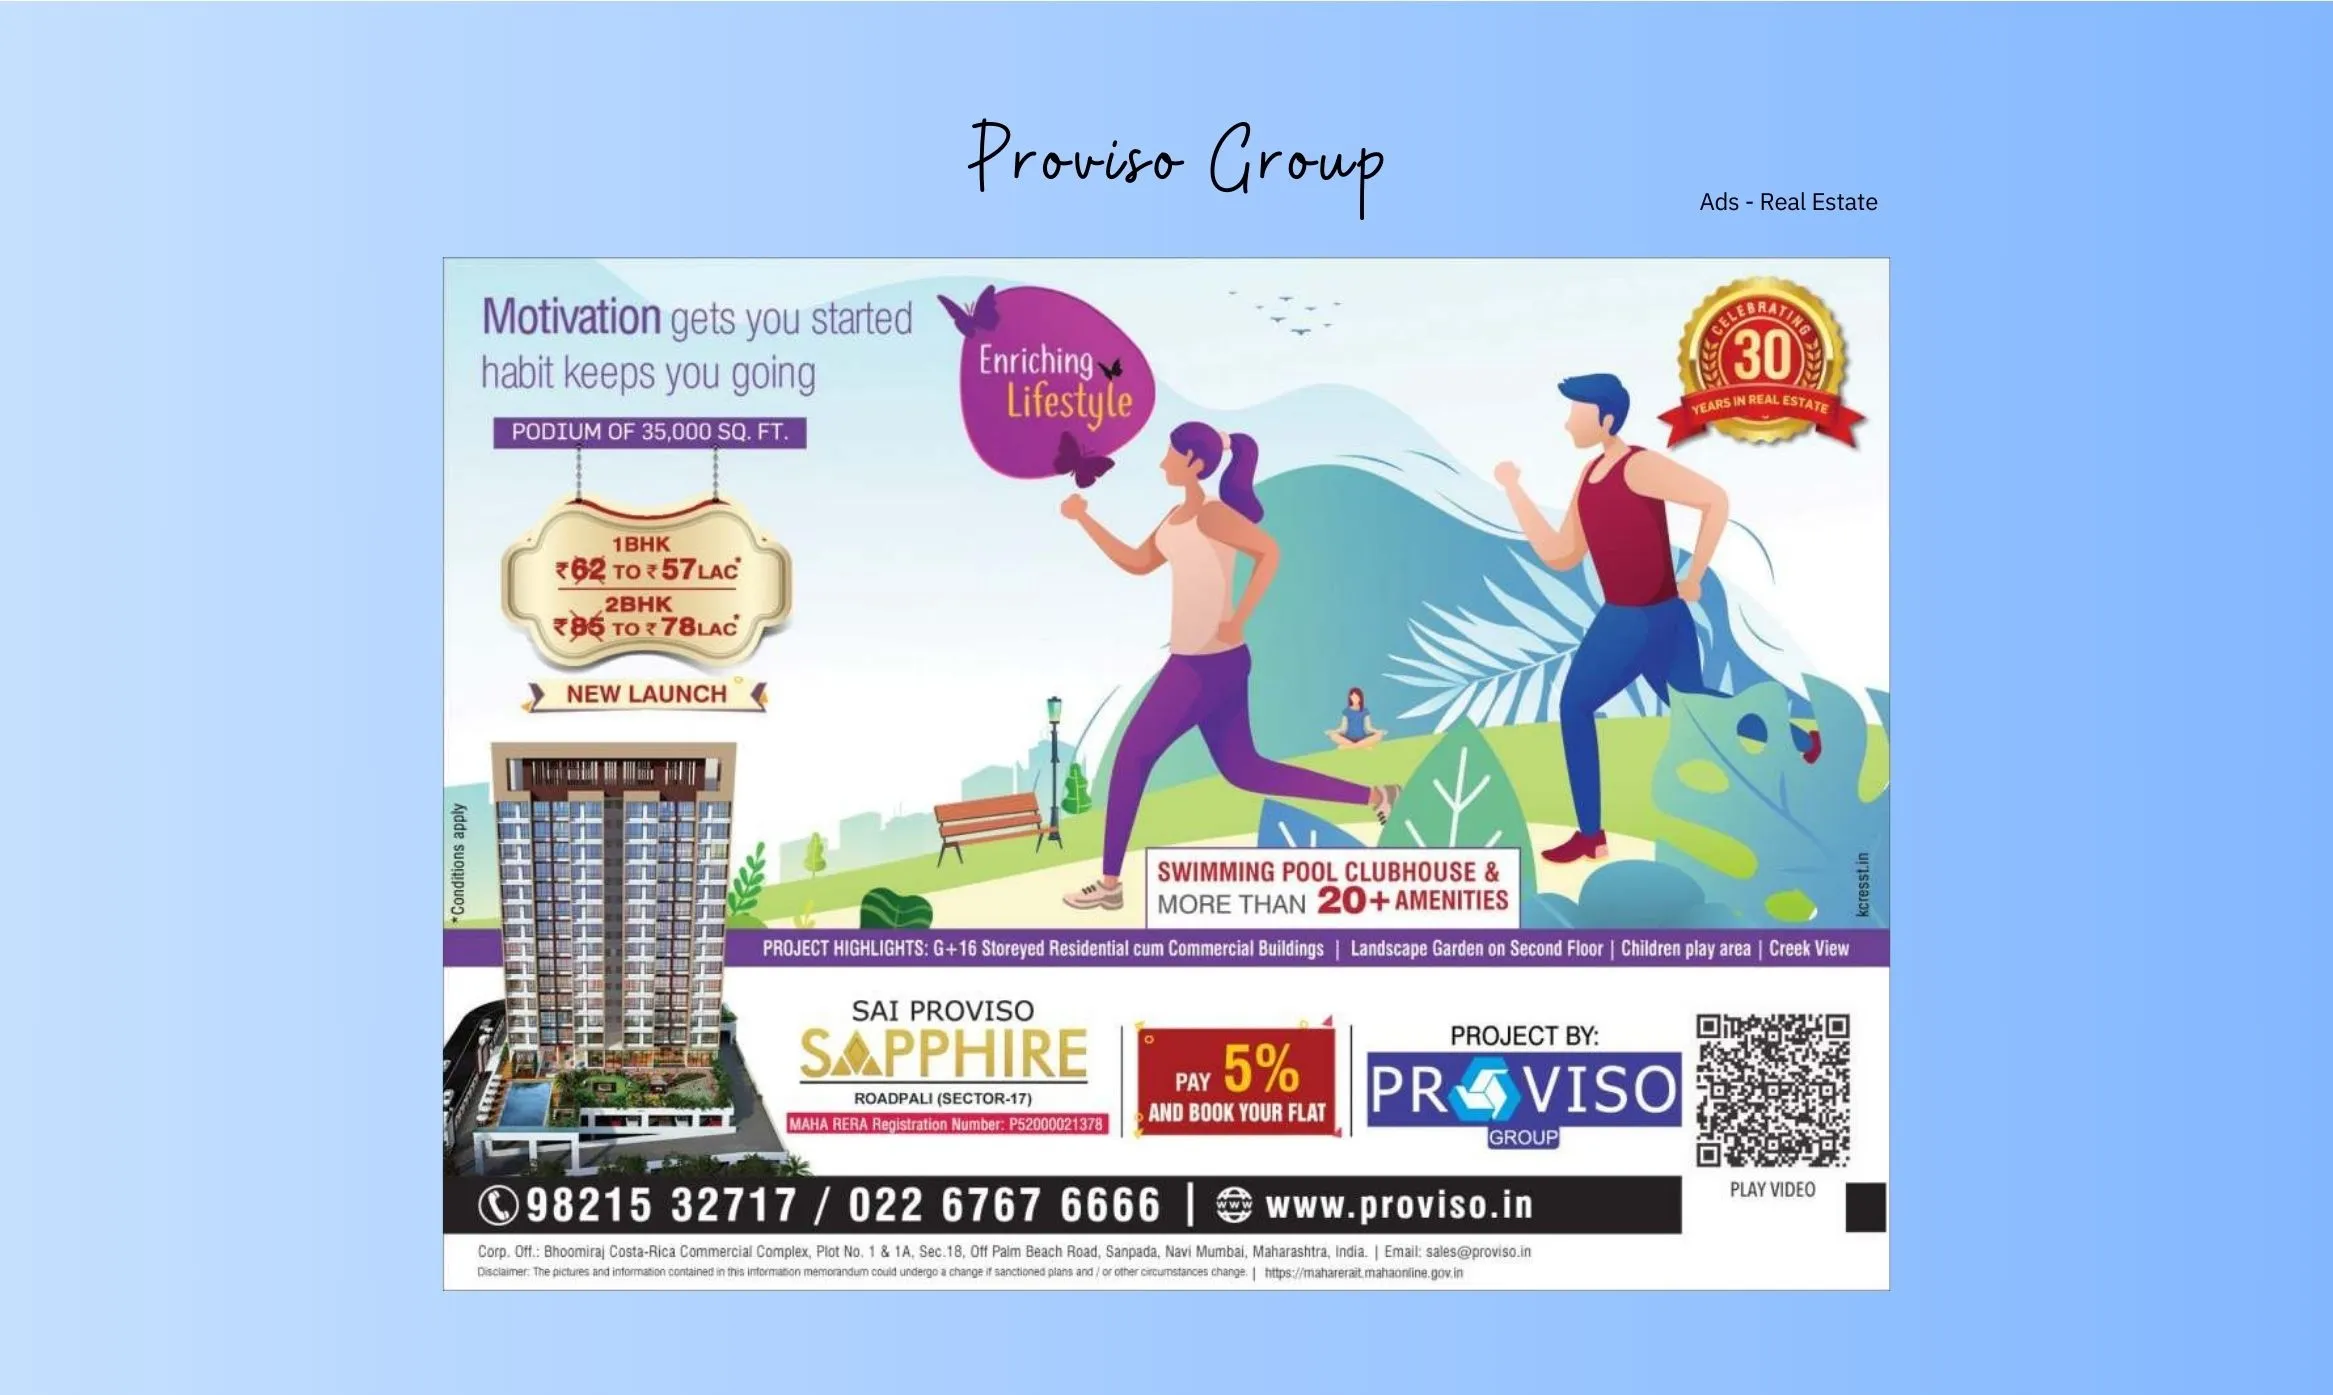 Proviso Group
Ads - Real Estate
Motivation gets you started
habit keeps you going
PODIUM OF 35,000 SQ. FT.
1BHK
₹62 TO ₹57LAC*
2BHK
₹85 TO ₹78LAC*
NEW LAUNCH
Enriching
Lifestyle
CELEBRATING
30
YEARS IN REAL ESTATE
*Conditions apply
kcresst.in
SWIMMING POOL CLUBHOUSE &
MORE THAN 20+ AMENITIES
PROJECT HIGHLIGHTS: G+16 Storeyed Residential cum Commercial Buildings | Landscape Garden on Second Floor | Children play area | Creek View
SAI PROVISO
SAPPHIRE
ROADPALI (SECTOR-17)
MAHA RERA Registration Number: P52000021378
PAY 5%
AND BOOK YOUR FLAT
PROJECT BY:
PROVISO
GROUP
PLAY VIDEO
98215 32717 / 022 6767 6666 | www www.proviso.in
Corp. Off.: Bhoomiraj Costa-Rica Commercial Complex, Plot No. 1 & 1A, Sec.18, Off Palm Beach Road, Sanpada, Navi Mumbai, Maharashtra, India. | Email: sales@proviso.in
Disclaimer: The pictures and information contained in this information memorandum could undergo a change if sanctioned plans and / or other circumstances change. | https://maharerait.mahaonline.gov.in